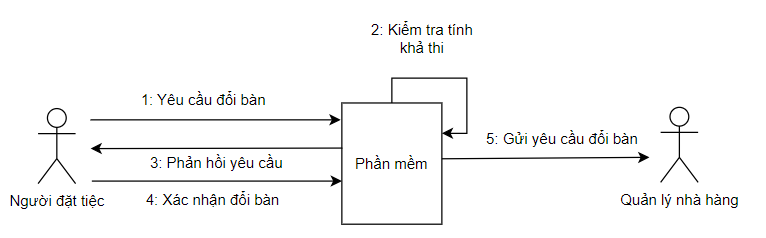 2: Kiểm tra tính
khả thi
1: Yêu cầu đổi bàn
5: Gửi yêu cầu đổi bàn
3: Phản hồi yêu cầu
Phần mềm
4: Xác nhận đổi bàn
Người đặt tiệc
Quản lý nhà hàng